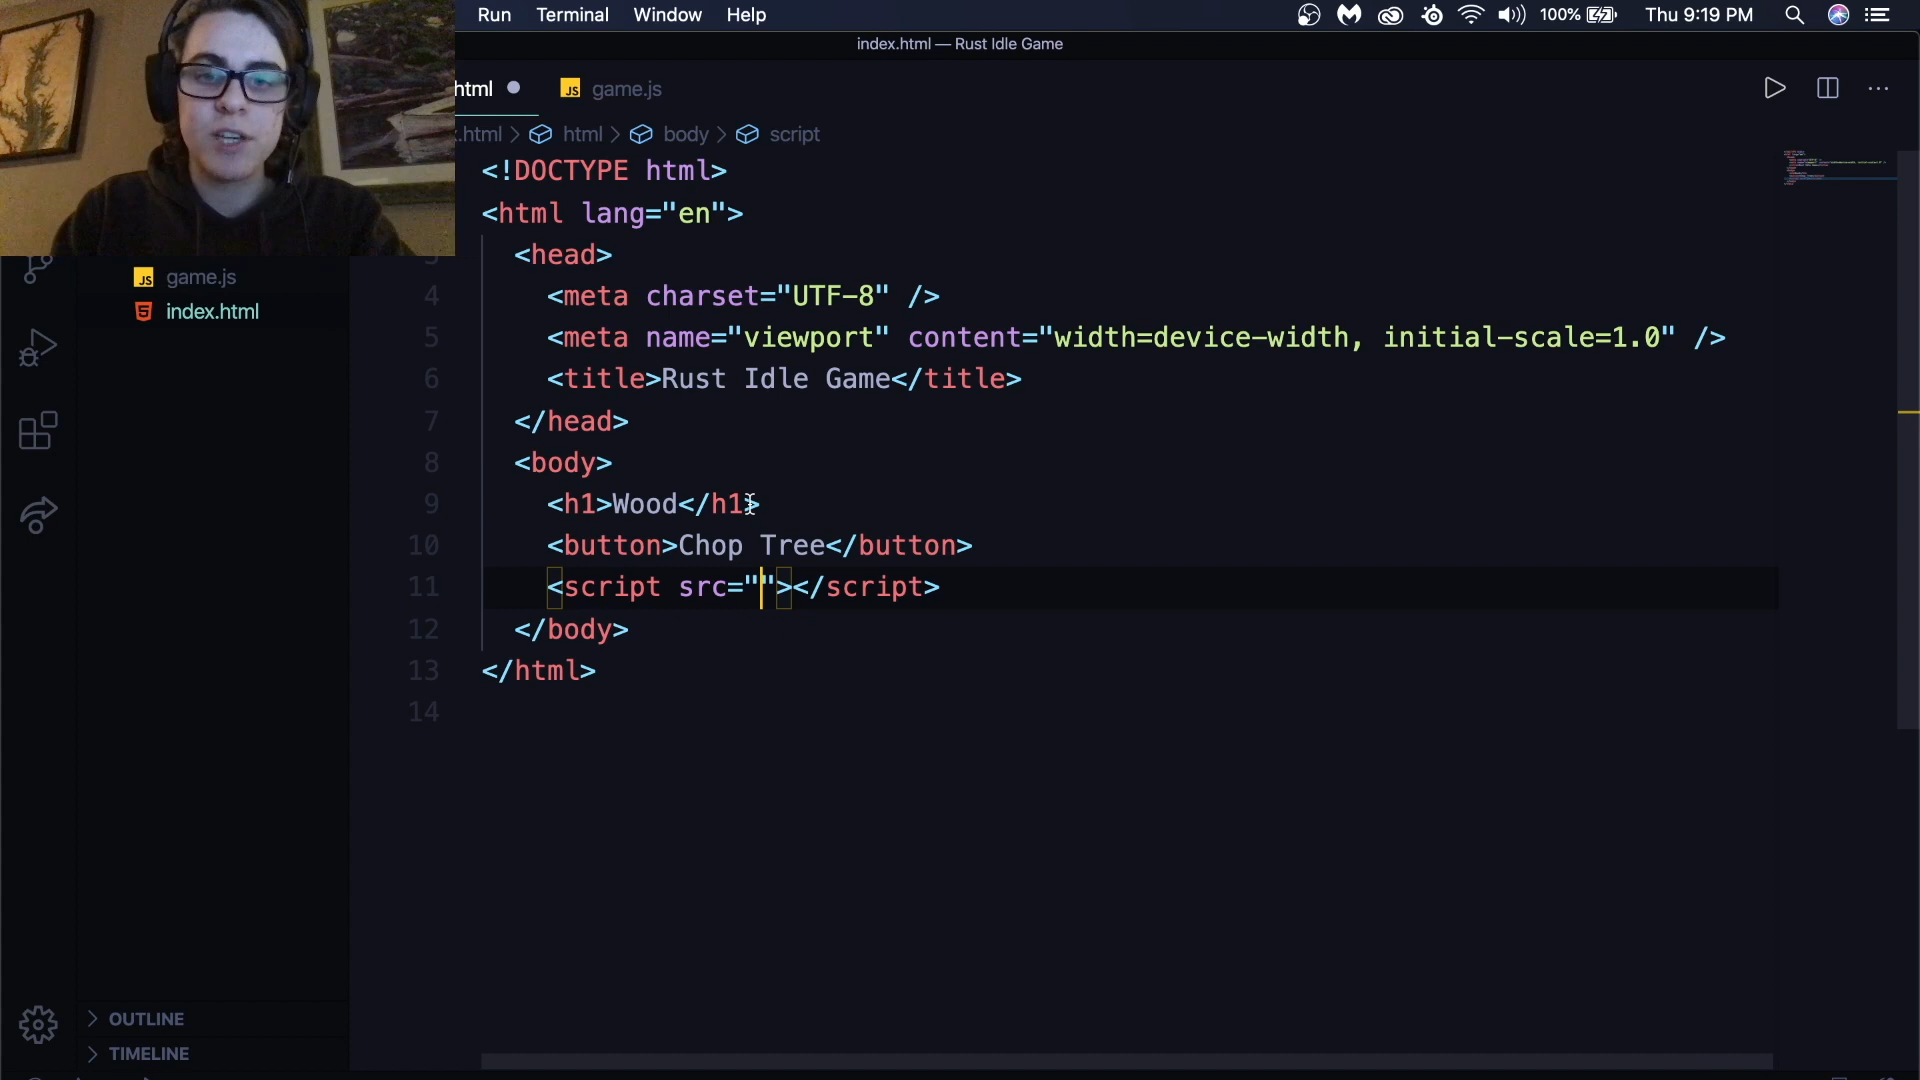 Run Terminal Window Help 100% Thu 9:19 PM
index.html — Rust Idle Game
html JS game.js
.html > html > body > script
<!DOCTYPE html>
<html lang="en">
<head>
4 <meta charset="UTF-8" />
5 <meta name="viewport" content="width=device-width, initial-scale=1.0" />
6 <title>Rust Idle Game</title>
7 </head>
8 <body>
9 <h1>Wood</h1>
10 <button>Chop Tree</button>
11 <script src=""></script>
12 </body>
13 </html>
14
JS game.js
index.html
OUTLINE
TIMELINE